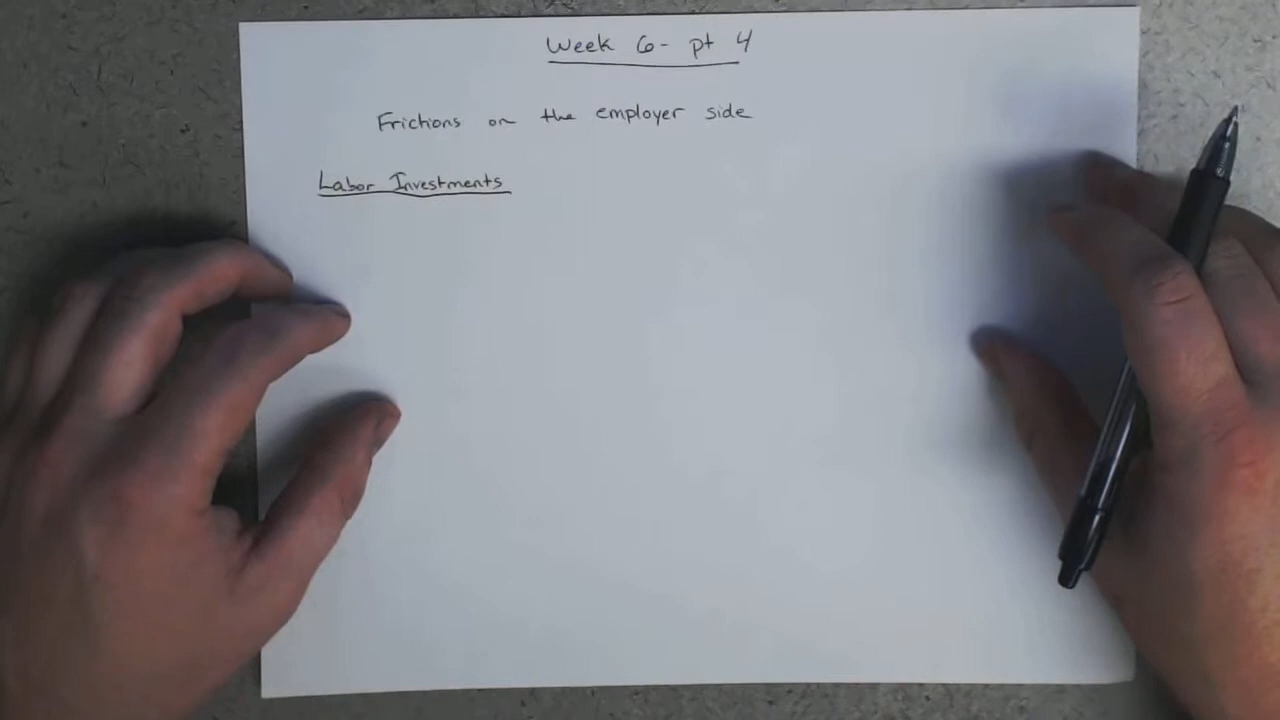 Week 6 - pt 4
Frictions on the employer side
Labor Investments